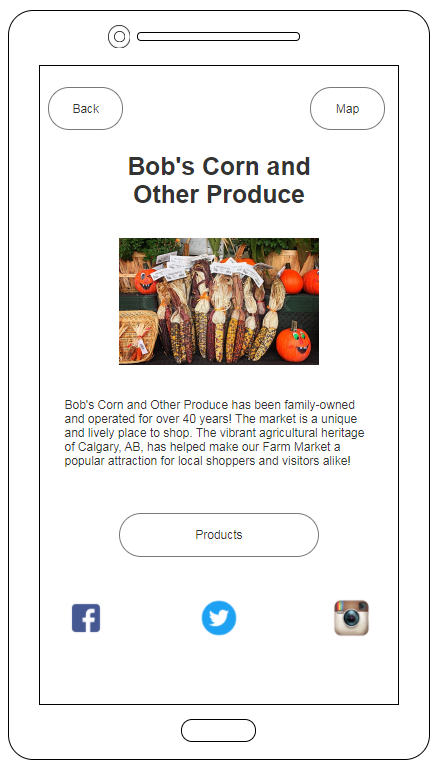 Back
Map
Bob's Corn and
Other Produce
Bob's Corn and Other Produce has been family-owned
and operated for over 40 years! The market is a unique
and lively place to shop. The vibrant agricultural heritage
of Calgary, AB, has helped make our Farm Market a
popular attraction for local shoppers and visitors alike!
Products